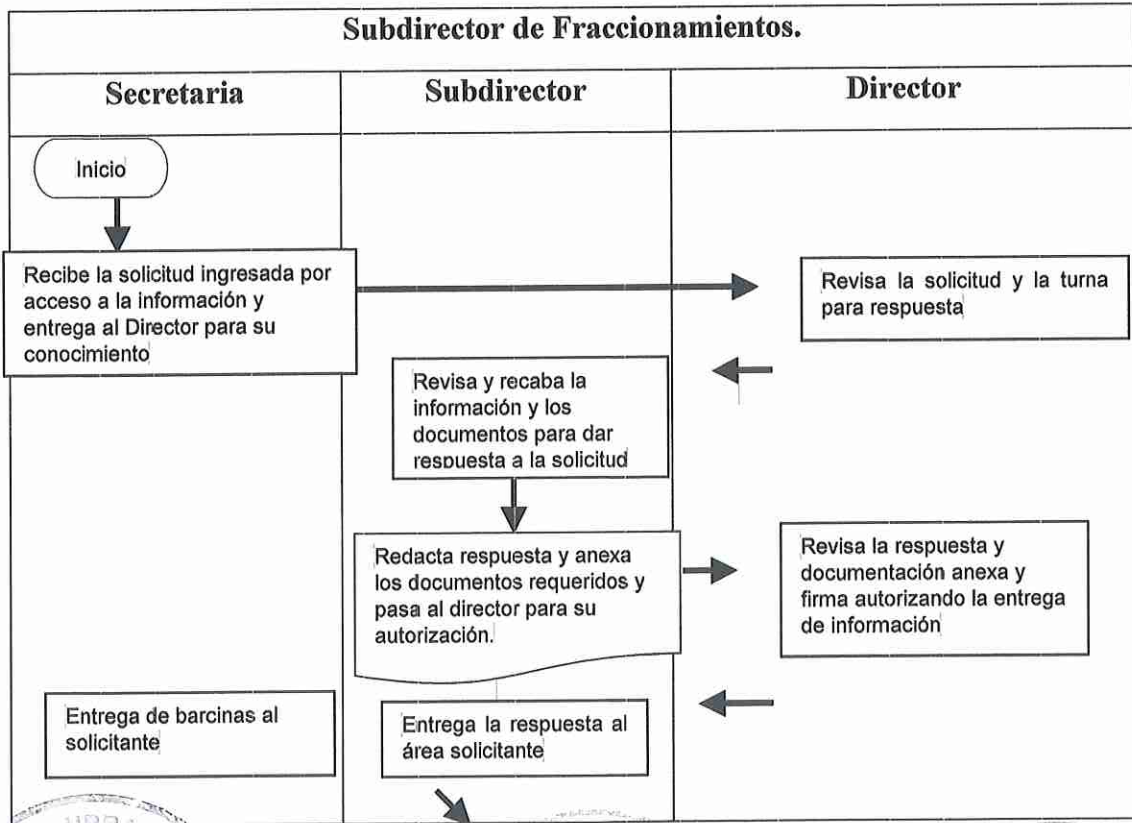 Subdirector de Fraccionamientos.
Secretaria
Subdirector
Director
Inicio
Recibe la solicitud ingresada por
acceso a la información y
entrega al Director para su
conocimiento
Revisa la solicitud y la turna
para respuesta
Revisa y recaba la
información y los
documentos para dar
respuesta a la solicitud
Redacta respuesta y anexa
los documentos requeridos y
pasa al director para su
autorización.
Revisa la respuesta y
documentación anexa y
firma autorizando la entrega
de información
Entrega de barcinas al
solicitante
Entrega la respuesta al
área solicitante